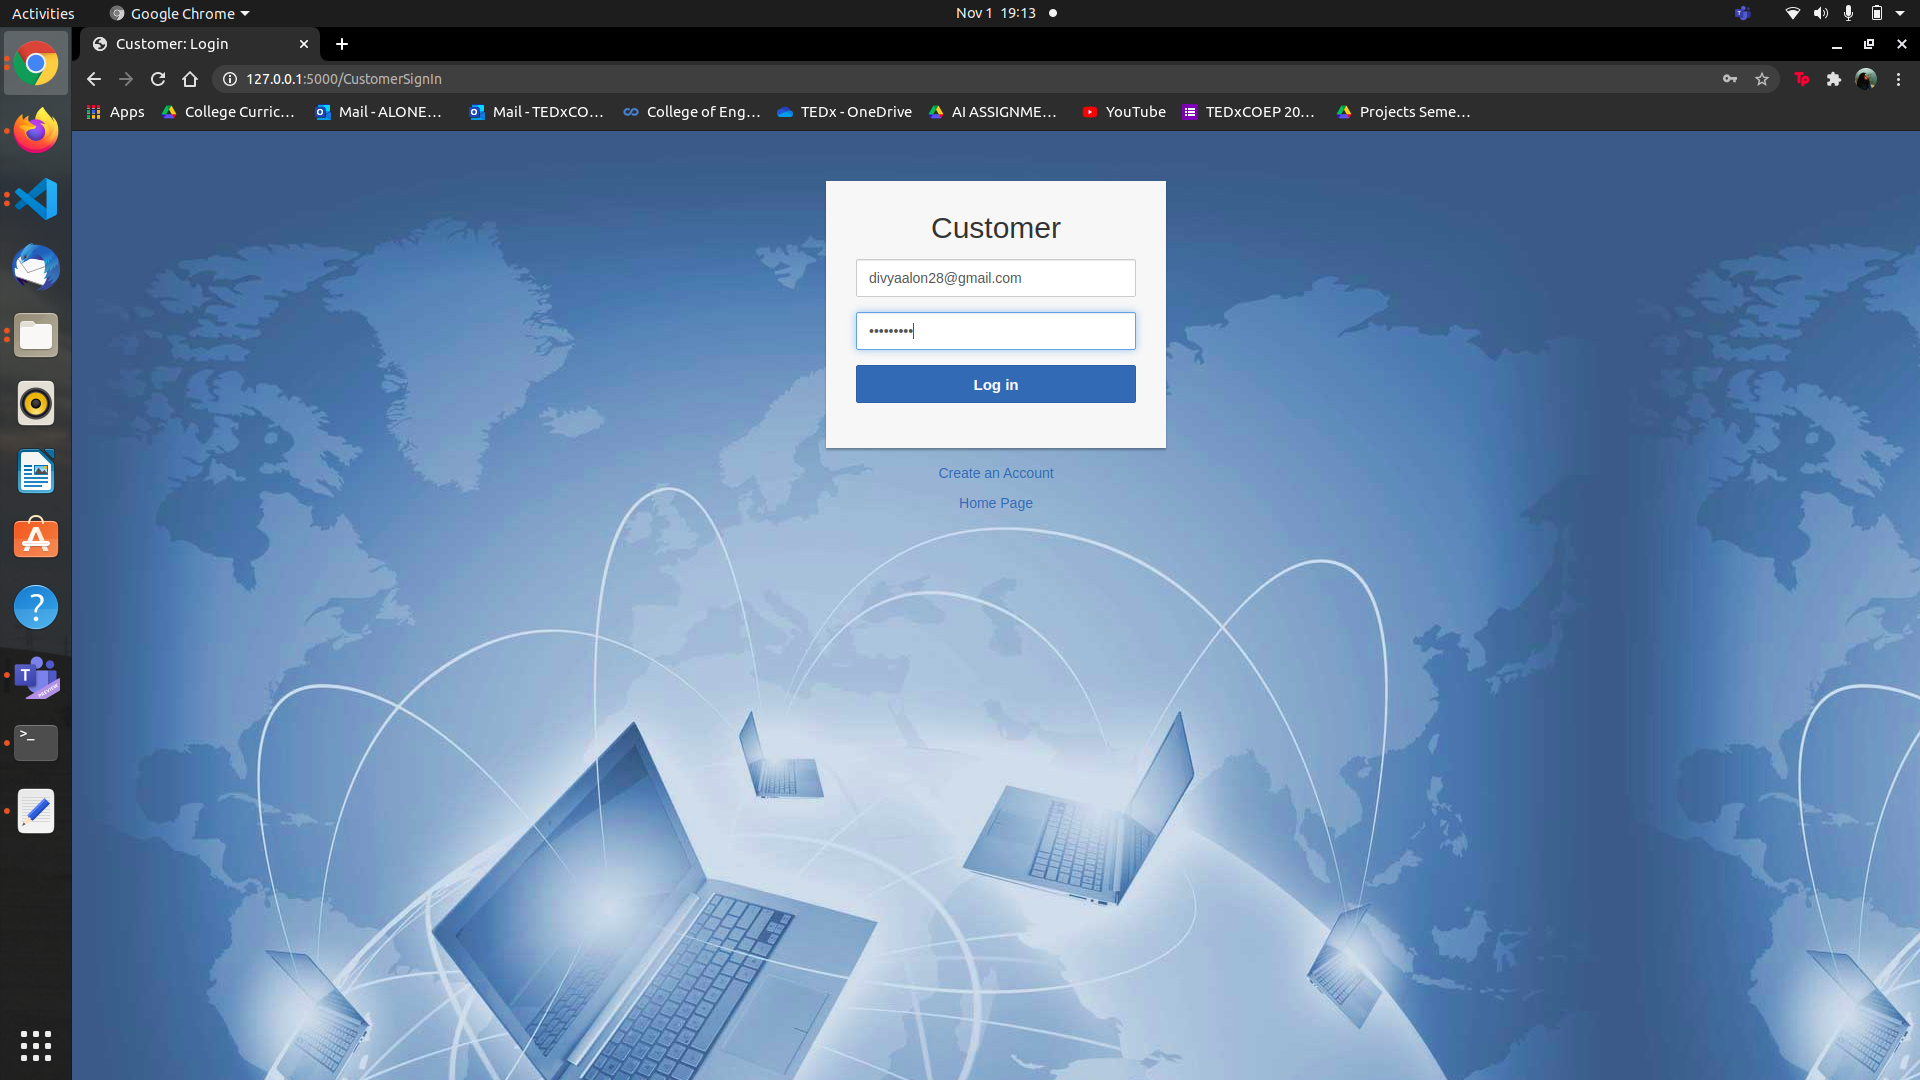 Activities
Google Chrome
Nov 1 19:13
Customer: Login
127.0.0.1:5000/CustomerSignIn
Tp
Apps
College Curric...
Mail - ALONE...
Mail - TEDxCO...
College of Eng...
TEDx - OneDrive
AI ASSIGNME...
YouTube
TEDxCOEP 20...
Projects Seme...
Customer
divyaalon28@gmail.com
•••••••••
Log in
Create an Account
Home Page